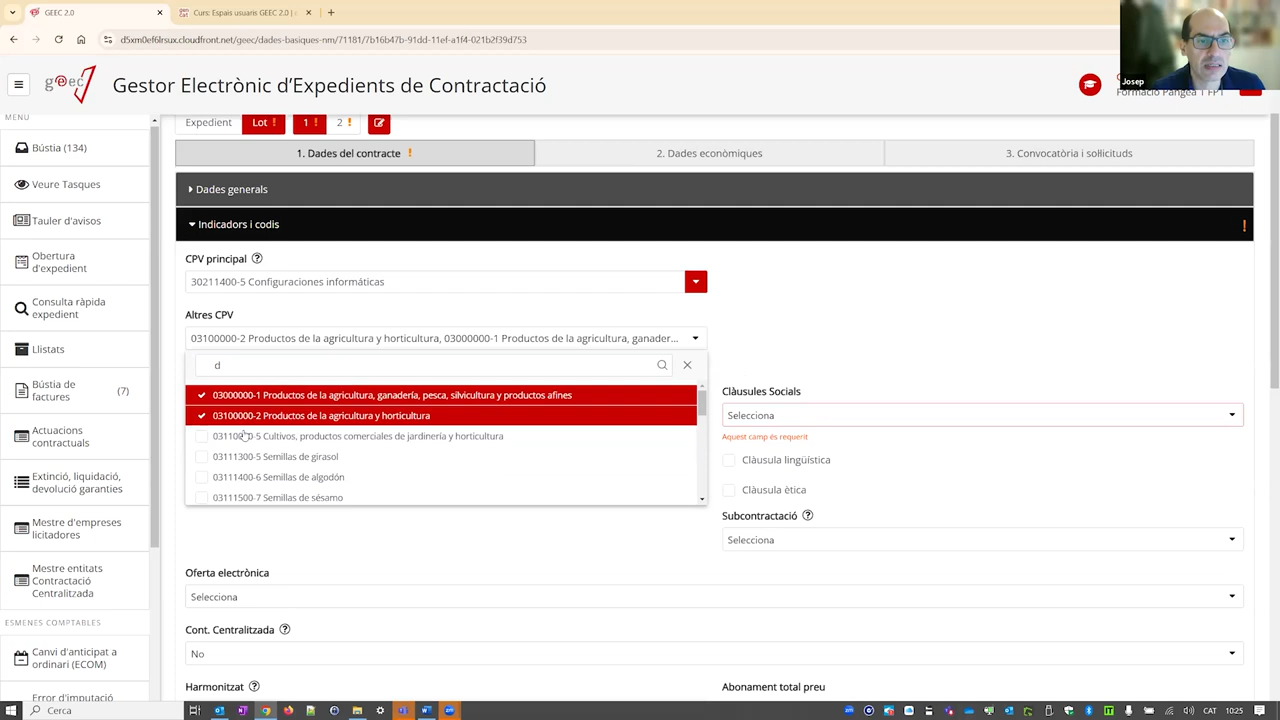 GEEC 2.0
Curs: Espais usuaris GEEC 2.0 |
d5xm0ef6lrsux.cloudfront.net/geec/dades-basiques-nm/71181/7b16b47b-91dd-11ef-a1f4-021b2f39d753
geec
Gestor Electrònic d'Expedients de Contractació
Josep
Formació Pangea 1 FP1
MENÚ
Bústia (134)
Veure Tasques
Tauler d'avisos
Obertura
d'expedient
Consulta ràpida
expedient
Llistats
Bústia de
factures
(7)
Actuacions
contractuals
Extinció, liquidació,
devolució garanties
Mestre d'empreses
licitadores
Mestre entitats
Contractació
Centralitzada
ESMENES COMPTABLES
Canvi d'anticipat a
ordinari (ECOM)
Error d'imputació
Expedient
Lot !
1 !
2 !
1. Dades del contracte !
2. Dades econòmiques
3. Convocatòria i sol·licituds
Dades generals
Indicadors i codis
!
CPV principal
30211400-5 Configuraciones informáticas
Altres CPV
03100000-2 Productos de la agricultura y horticultura, 03000000-1 Productos de la agricultura, ganader...
d
03000000-1 Productos de la agricultura, ganadería, pesca, silvicultura y productos afines
03100000-2 Productos de la agricultura y horticultura
03110000-5 Cultivos, productos comerciales de jardinería y horticultura
03111300-5 Semillas de girasol
03111400-6 Semillas de algodón
03111500-7 Semillas de sésamo
Clàusules Socials
Selecciona
Aquest camp és requerit
Clàusula lingüística
Clàusula ètica
Subcontractació
Selecciona
Oferta electrònica
Selecciona
Cont. Centralitzada
No
Harmonitzat
Abonament total preu
Cerca
CAT
10:25